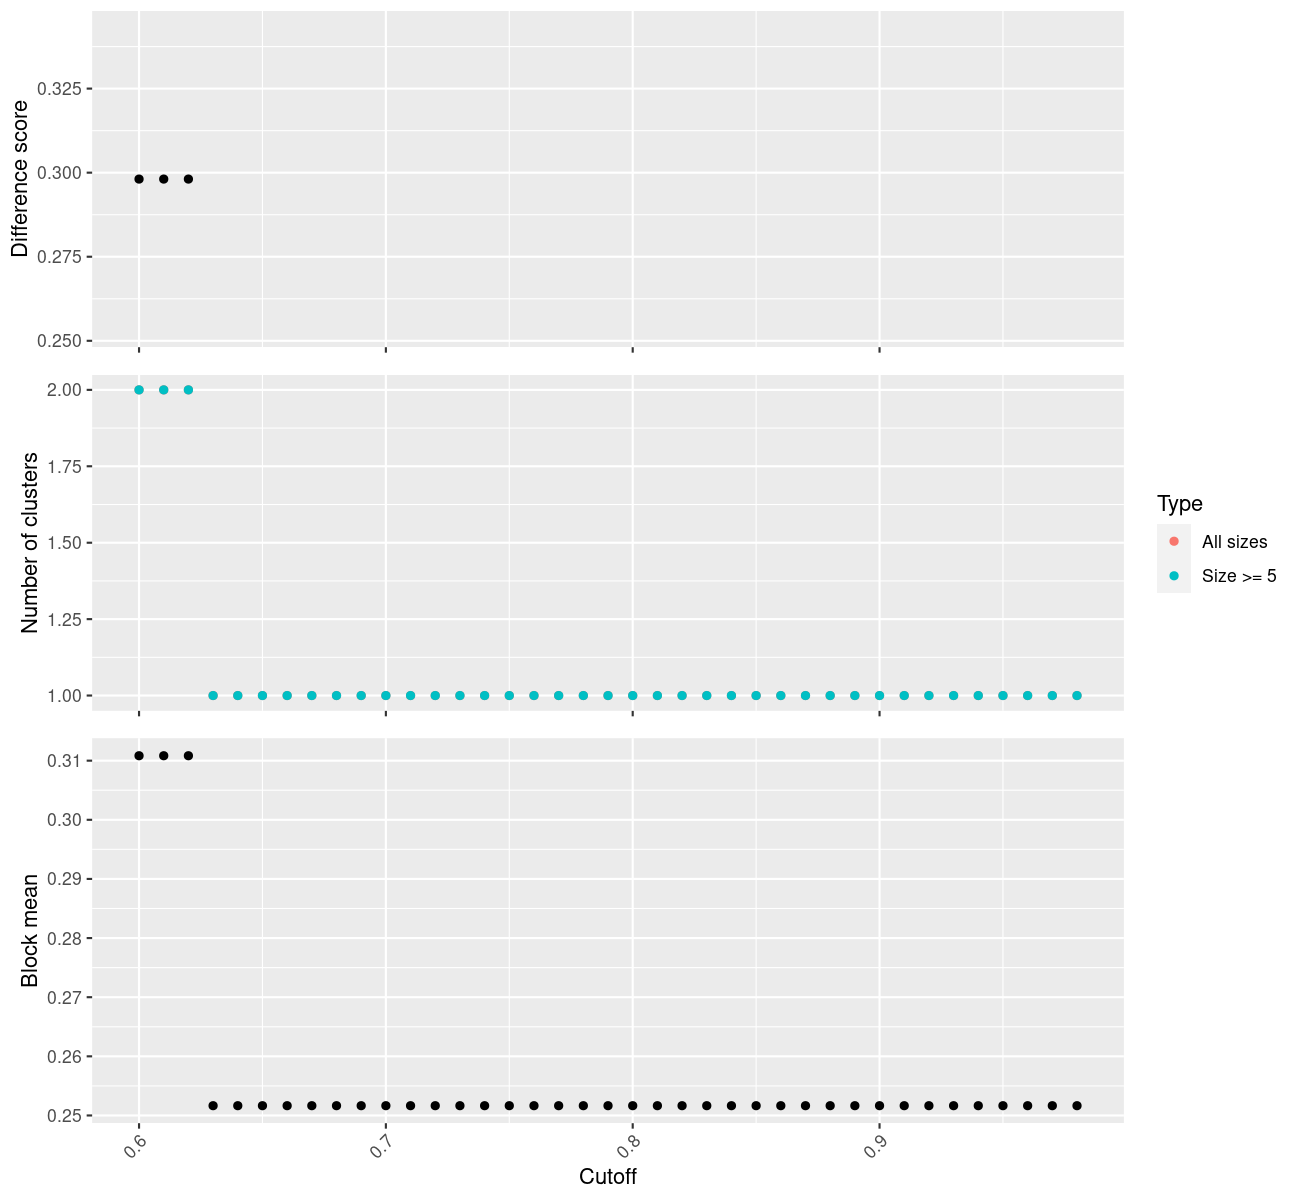 Difference score
0.325
0.300
0.275
0.250
Number of clusters
2.00
1.75
1.50
1.25
1.00
Block mean
0.31
0.30
0.29
0.28
0.27
0.26
0.25
0.6
0.7
0.8
0.9
Cutoff
Type
All sizes
Size >= 5